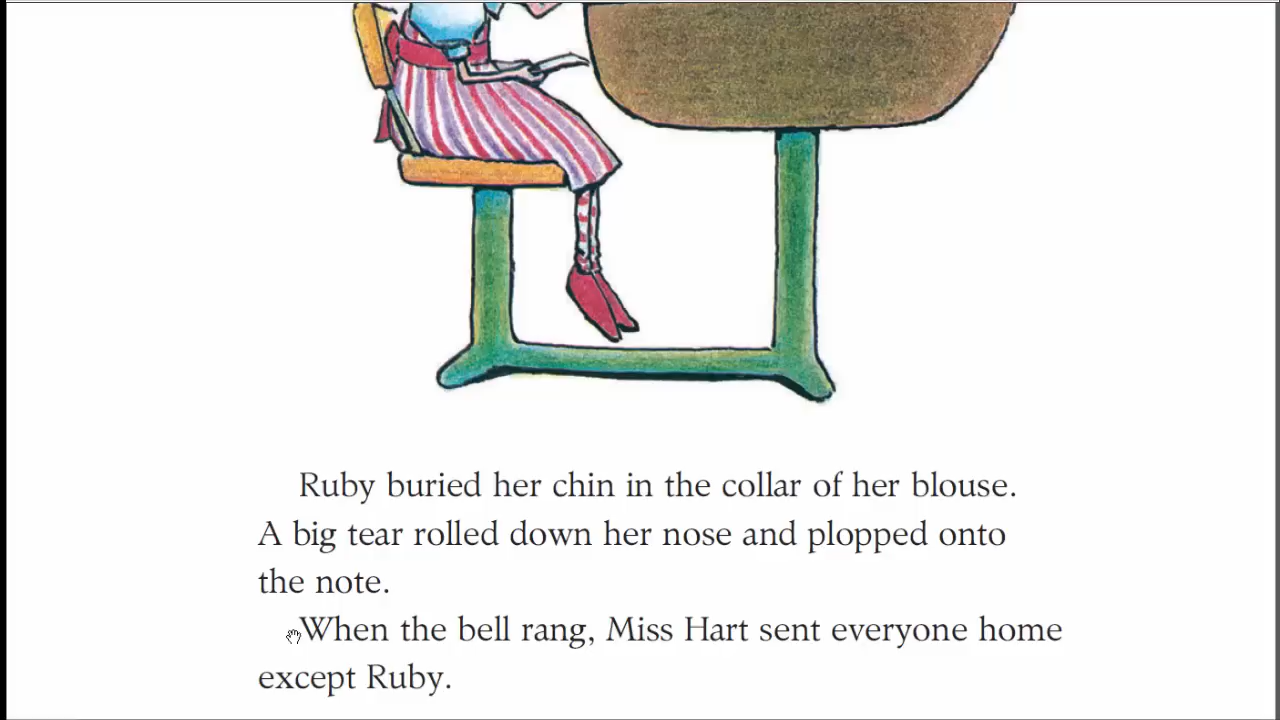 Ruby buried her chin in the collar of her blouse.
A big tear rolled down her nose and plopped onto
the note.
When the bell rang, Miss Hart sent everyone home
except Ruby.